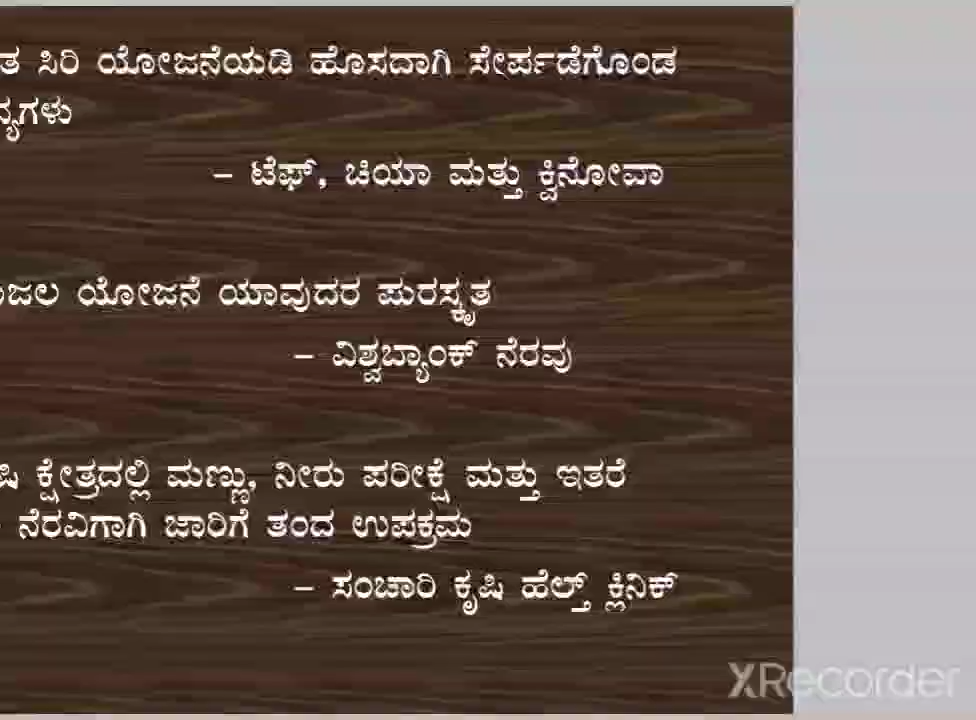 ತ ಸಿರಿ ಯೋಜನೆಯಡಿ ಹೊಸದಾಗಿ ಸೇರ್ಪಡೆಗೊಂಡ
ನ್ಯಗಳು
– ಟೆಫ್, ಚಿಯಾ ಮತ್ತು ಕ್ವಿನೋವಾ
ಜಲ ಯೋಜನೆ ಯಾವುದರ ಪುರಸ್ಕೃತ
– ವಿಶ್ವಬ್ಯಾಂಕ್ ನೆರವು
ಷಿ ಕ್ಷೇತ್ರದಲ್ಲಿ ಮಣ್ಣು, ನೀರು ಪರೀಕ್ಷೆ ಮತ್ತು ಇತರೆ
ನೆರವಿಗಾಗಿ ಜಾರಿಗೆ ತಂದ ಉಪಕ್ರಮ
– ಸಂಚಾರಿ ಕೃಷಿ ಹೆಲ್ತ್ ಕ್ಲಿನಿಕ್
XRecorder